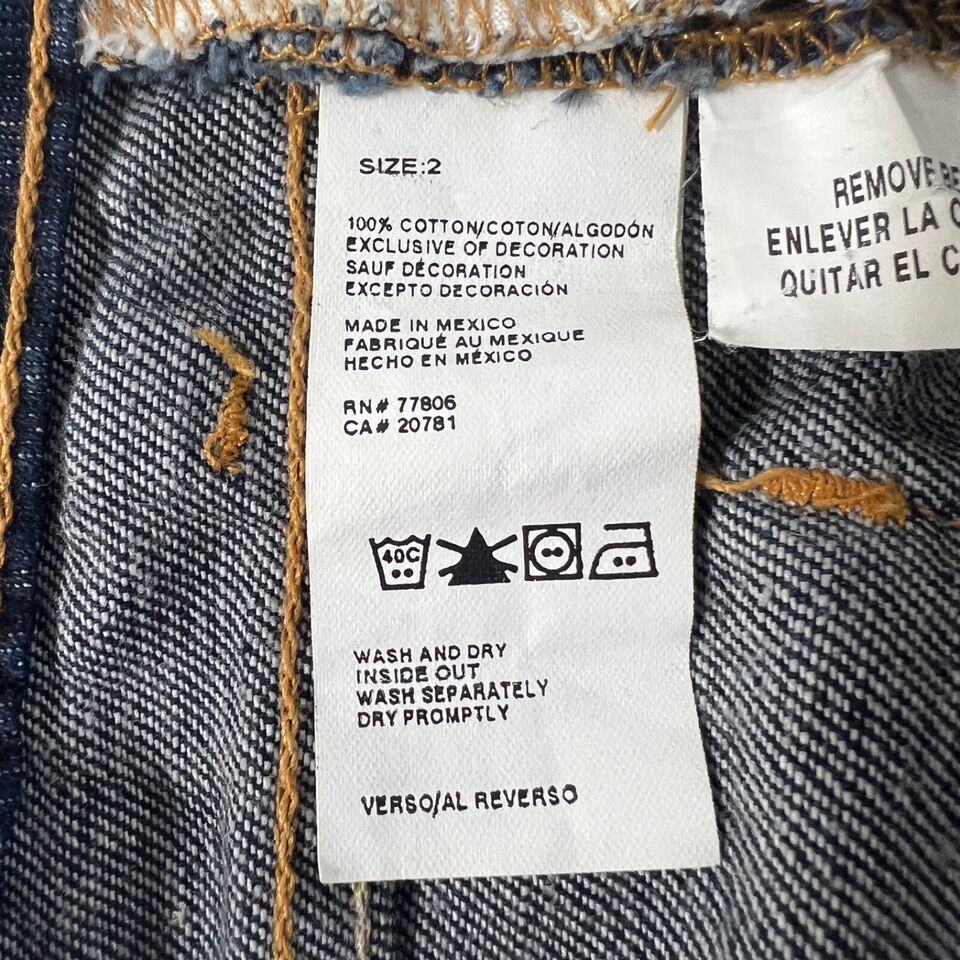 SIZE:2
100% COTTON/COTON/ALGODÓN
EXCLUSIVE OF DECORATION
SAUF DÉCORATION
EXCEPTO DECORACIÓN
MADE IN MEXICO
FABRIQUÉ AU MEXIQUE
HECHO EN MÉXICO
RN# 77806
CA# 20781
40C
WASH AND DRY
INSIDE OUT
WASH SEPARATELY
DRY PROMPTLY
VERSO/AL REVERSO
REMOVE
ENLEVER LA
QUITAR EL